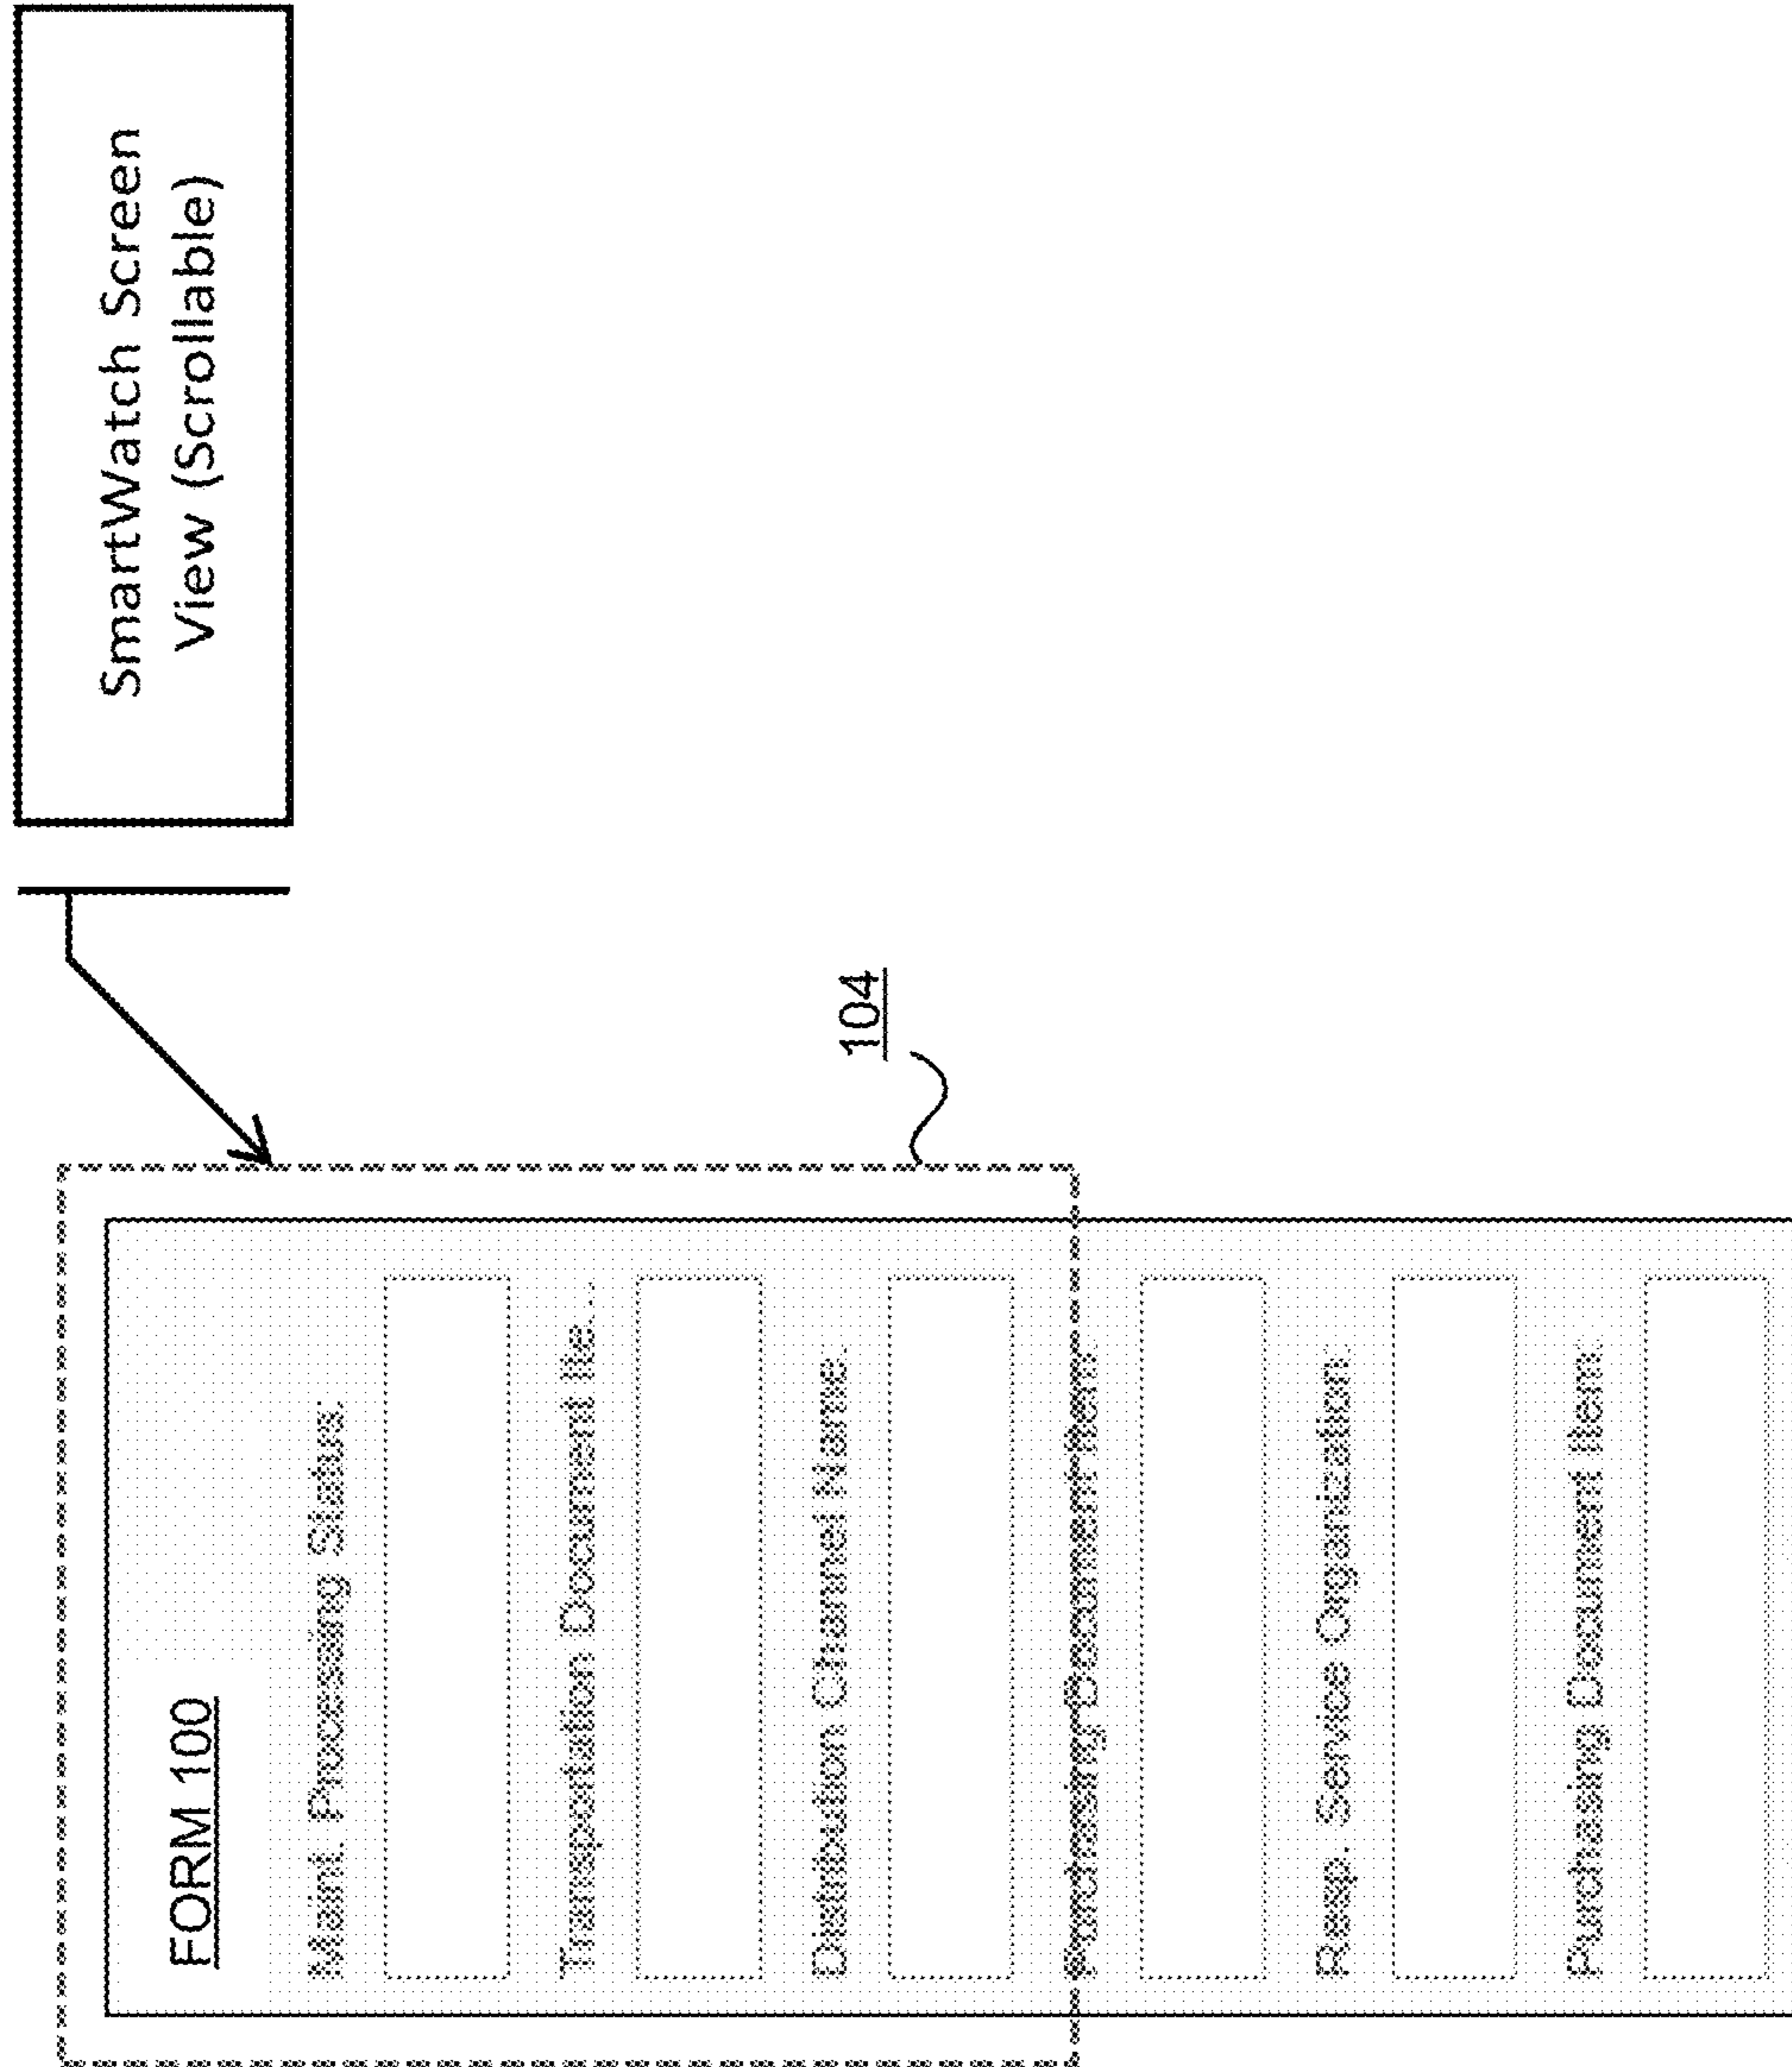 SmartWatch Screen
View (Scrollable)
104
FORM 100
Maint. Processing Status:
Transportation Document Ite...
Distribution Channel Name:
Purchasing Document Item:
Resp. Service Organization:
Purchasing Document Item: